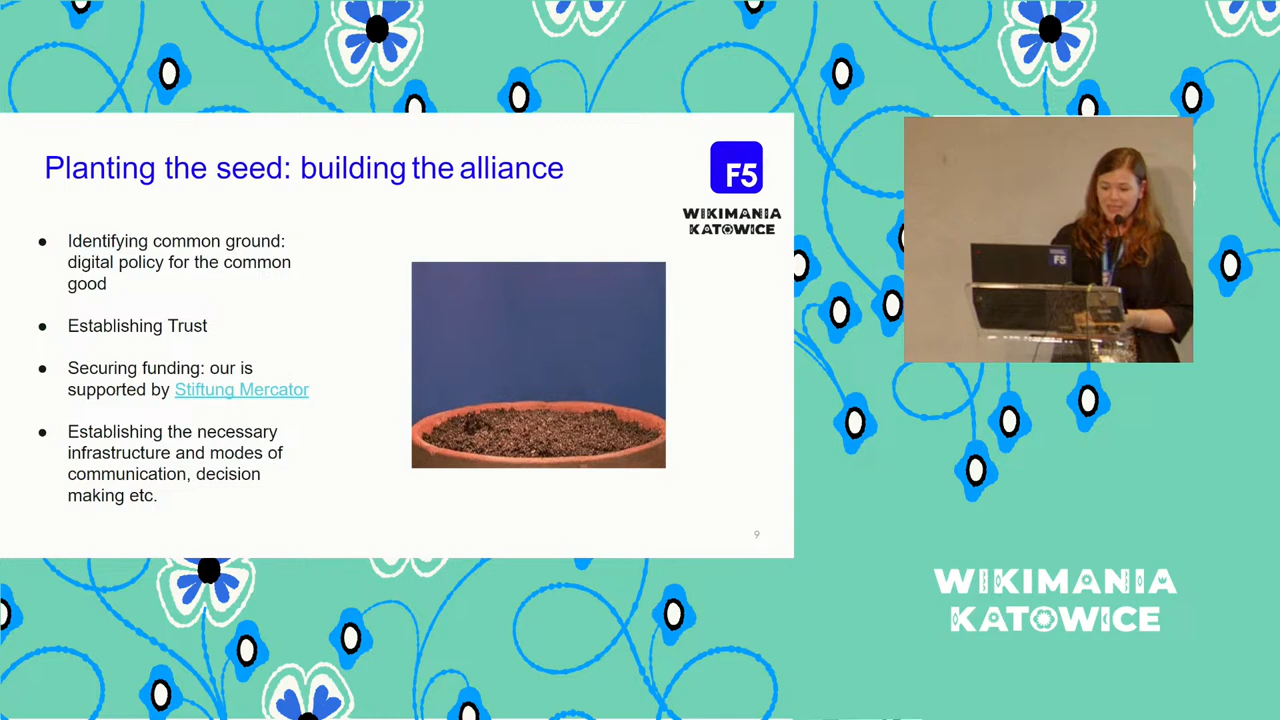 Planting the seed: building the alliance
F5
WIKIMANIA
KATOWICE
● Identifying common ground:
digital policy for the common
good
● Establishing Trust
● Securing funding: our is
supported by Stiftung Mercator
● Establishing the necessary
infrastructure and modes of
communication, decision
making etc.
9
F5
WIKIMANIA
KATOWICE